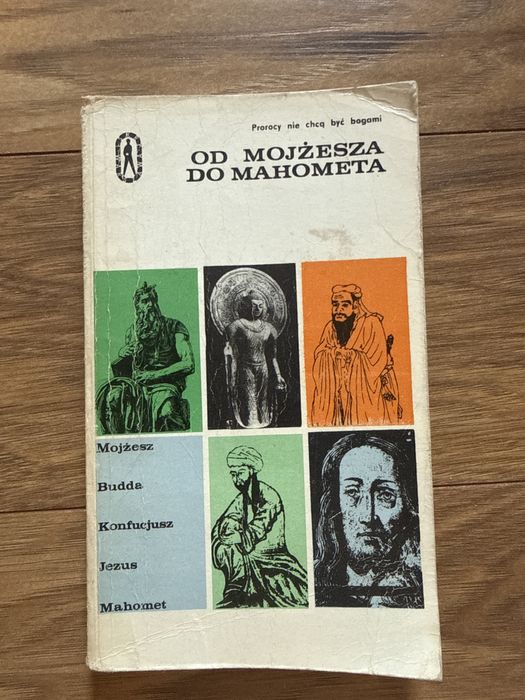 Prorocy nie chcą być bogami
OD MOJŻESZA
DO MAHOMETA
Mojżesz
Budda
Konfucjusz
Jezus
Mahomet